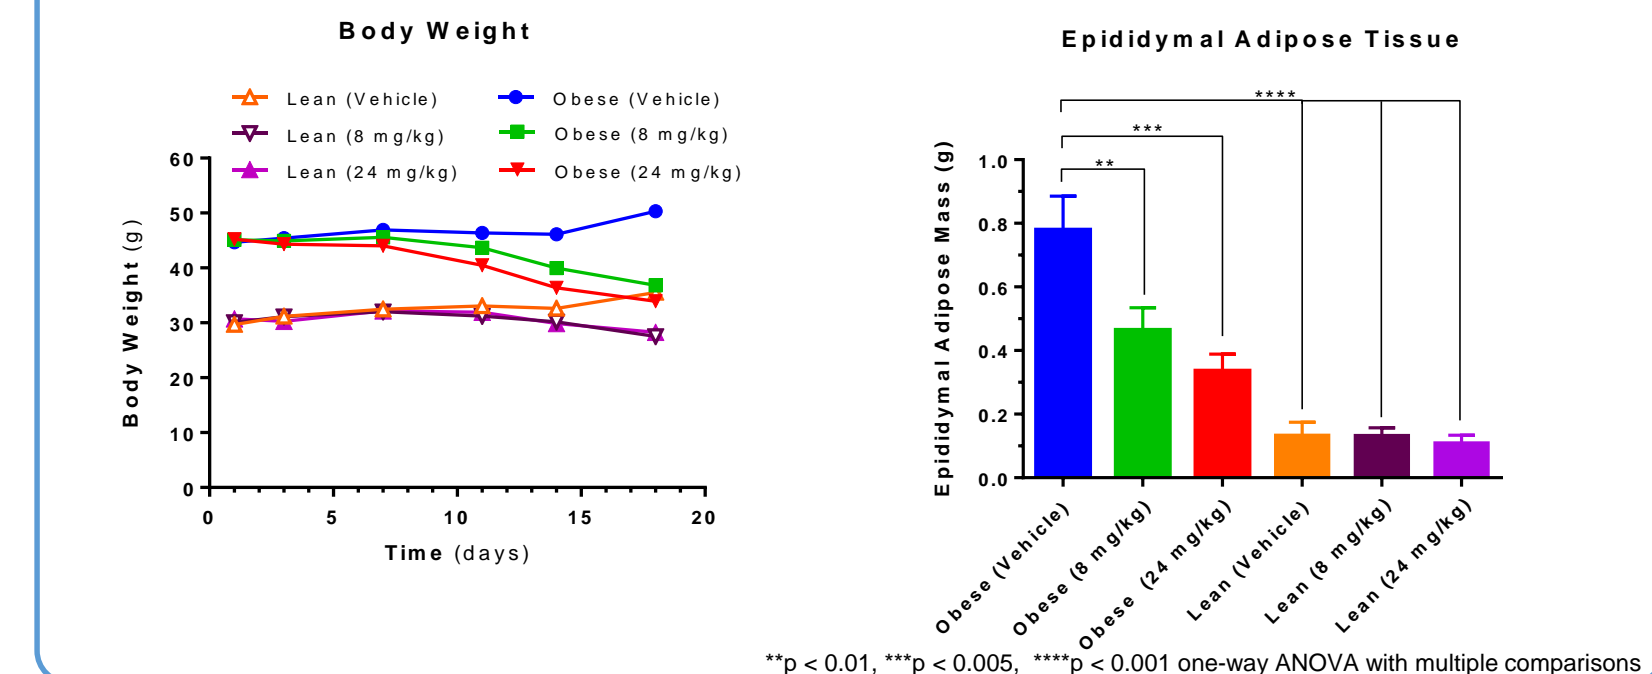 Body Weight
Lean (Vehicle)
Obese (Vehicle)
Lean (8 mg/kg)
Obese (8 mg/kg)
Lean (24 mg/kg)
Obese (24 mg/kg)
60
50
40
30
20
10
0
Body Weight (g)
0 5 10 15 20
Time (days)
Epididymal Adipose Tissue
****
***
**
1.0
0.8
0.6
0.4
0.2
0.0
Epididymal Adipose Mass (g)
Obese (Vehicle)
Obese (8 mg/kg)
Obese (24 mg/kg)
Lean (Vehicle)
Lean (8 mg/kg)
Lean (24 mg/kg)
**p < 0.01, ***p < 0.005, ****p < 0.001 one-way ANOVA with multiple comparisons